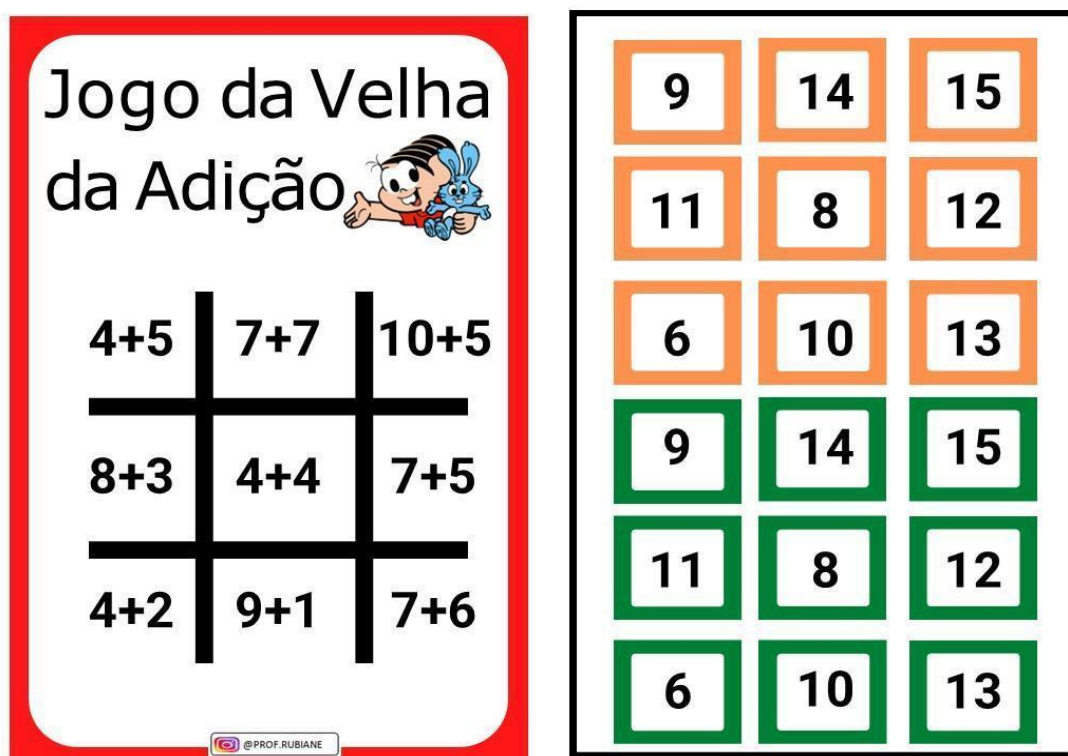 Jogo da Velha
da Adição
4+5 7+7 10+5
8+3 4+4 7+5
4+2 9+1 7+6
@PROF.RUBIANE
9 14 15
11 8 12
6 10 13
9 14 15
11 8 12
6 10 13